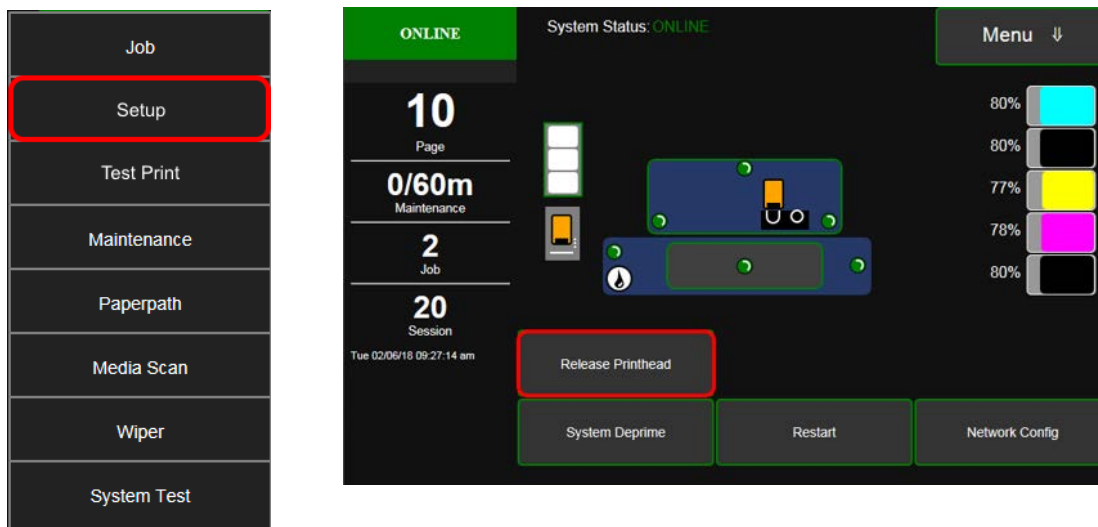 Job
Setup
Test Print
Maintenance
Paperpath
Media Scan
Wiper
System Test
ONLINE
System Status: ONLINE
Menu ⇓
10
Page
0/60m
Maintenance
2
Job
20
Session
Tue 02/06/18 09:27:14 am
80%
80%
77%
78%
80%
Release Printhead
System Deprime
Restart
Network Config